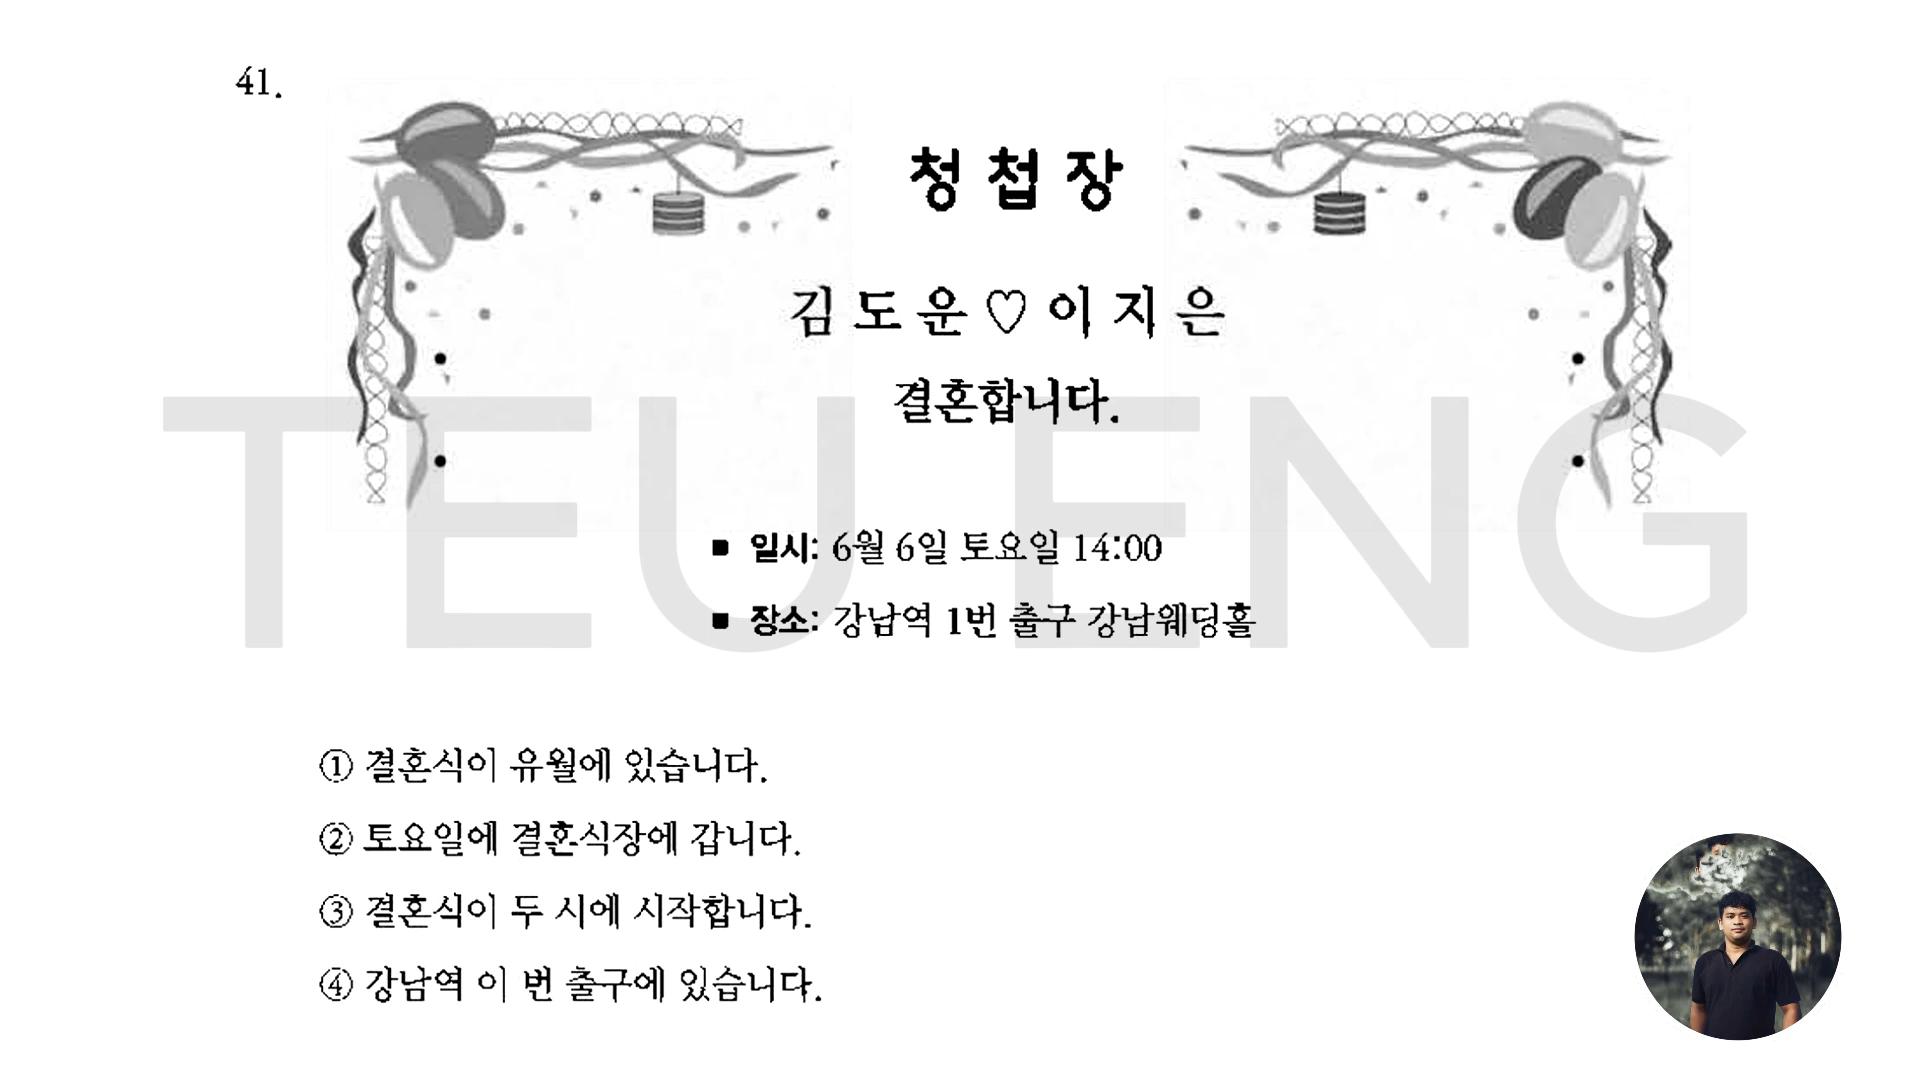 41.
청첩장
김도운♡이지은
결혼합니다.
TEU ENG
■ 일시: 6월 6일 토요일 14:00
■ 장소: 강남역 1번 출구 강남웨딩홀
① 결혼식이 유월에 있습니다.
② 토요일에 결혼식장에 갑니다.
③ 결혼식이 두 시에 시작합니다.
④ 강남역 이 번 출구에 있습니다.